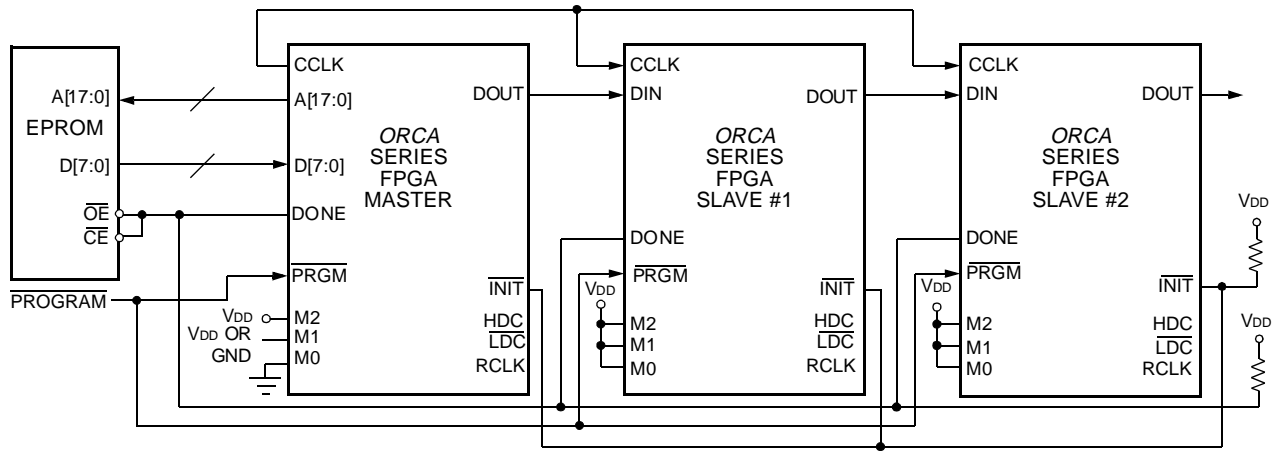 A[17:0]
EPROM
D[7:0]
OE
CE
PROGRAM
CCLK
A[17:0]
DOUT
ORCA
SERIES
FPGA
MASTER
D[7:0]
DONE
PRGM
INIT
VDD
M2
HDC
VDD OR
GND
M1
LDC
M0
RCLK
CCLK
DIN
DOUT
ORCA
SERIES
FPGA
SLAVE #1
DONE
PRGM
VDD
INIT
M2
HDC
M1
LDC
M0
RCLK
CCLK
DIN
DOUT
ORCA
SERIES
FPGA
SLAVE #2
DONE
PRGM
VDD
INIT
M2
HDC
M1
LDC
M0
RCLK
VDD
VDD